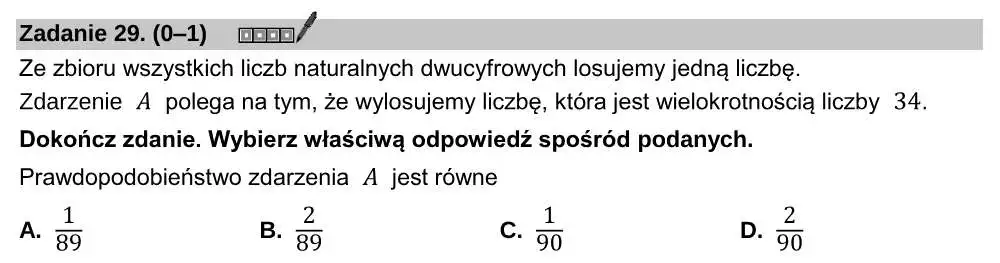 Zadanie 29. (0–1)
Ze zbioru wszystkich liczb naturalnych dwucyfrowych losujemy jedną liczbę.
Zdarzenie A polega na tym, że wylosujemy liczbę, która jest wielokrotnością liczby 34.
Dokończ zdanie. Wybierz właściwą odpowiedź spośród podanych.
Prawdopodobieństwo zdarzenia A jest równe
A. 1/89 B. 2/89 C. 1/90 D. 2/90